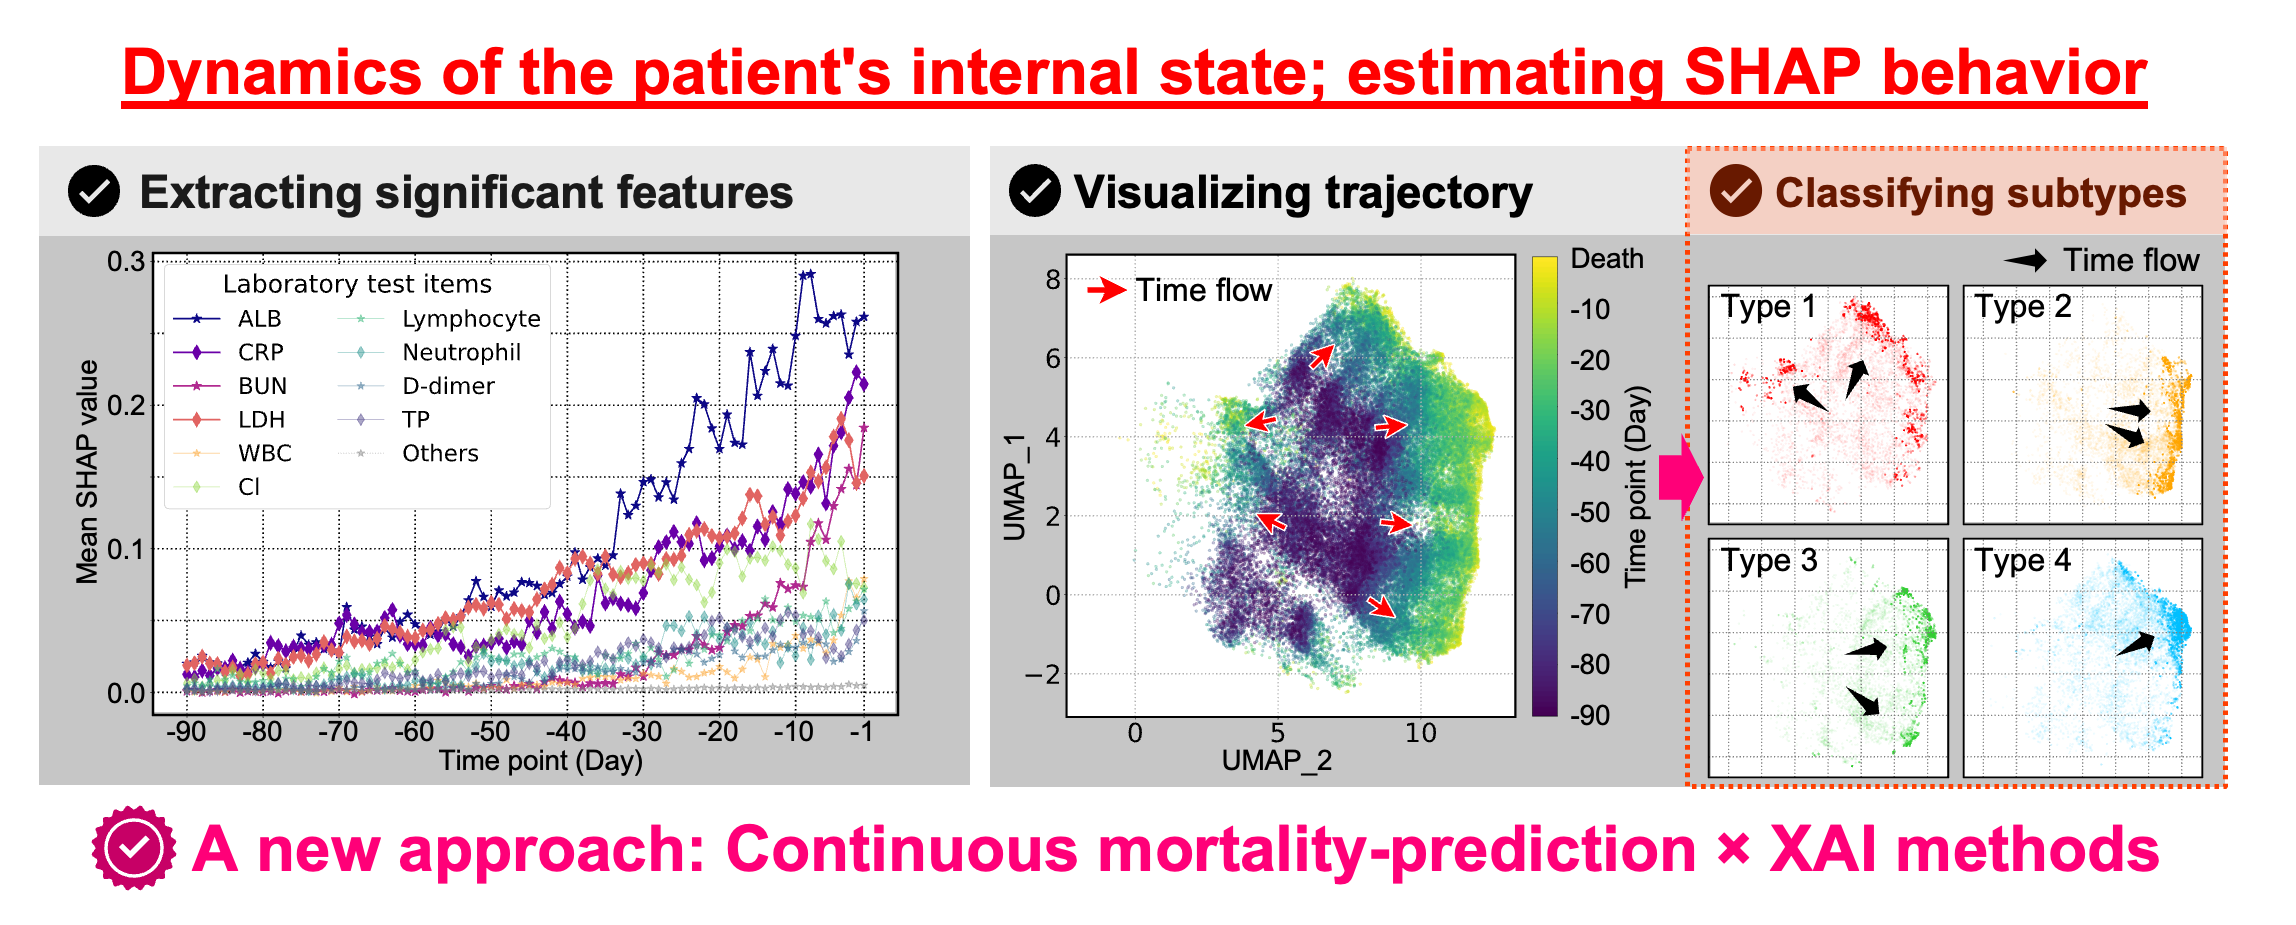 Dynamics of the patient's internal state; estimating SHAP behavior
Extracting significant features
0.3
0.2
0.1
0.0
Mean SHAP value
Laboratory test items
ALB
CRP
BUN
LDH
WBC
Cl
Lymphocyte
Neutrophil
D-dimer
TP
Others
-90 -80 -70 -60 -50 -40 -30 -20 -10 -1
Time point (Day)
Visualizing trajectory
Time flow
8
6
4
2
0
−2
UMAP_1
0 5 10
UMAP_2
Death
-10
-20
-30
-40
-50
-60
-70
-80
-90
Time point (Day)
Classifying subtypes
Time flow
Type 1
Type 2
Type 3
Type 4
A new approach: Continuous mortality-prediction × XAI methods